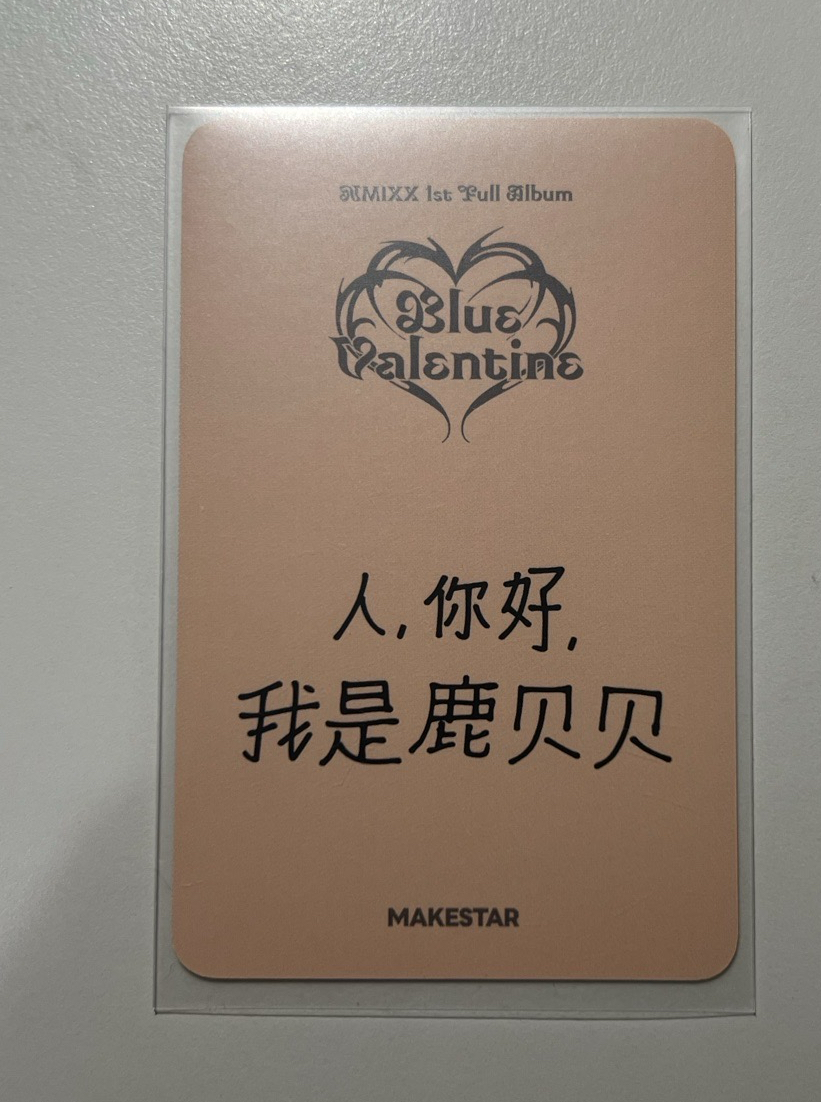 NMIXX 1st Full Album
Blue
Valentine
人,你好,
我是鹿贝贝
MAKESTAR